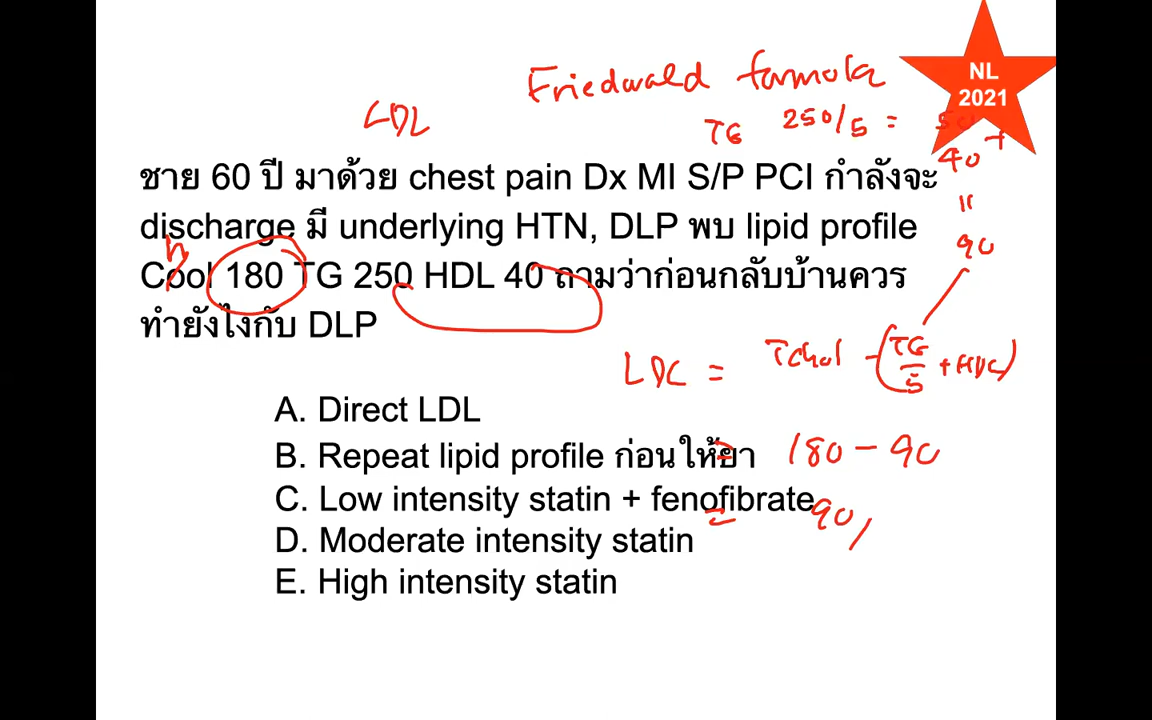 Friedwald formula
NL
2021
LDL
TG 250/5 = 50 +
40
=
90
ชาย 60 ปี มาด้วย chest pain Dx MI S/P PCI กำลังจะ
discharge มี underlying HTN, DLP พบ lipid profile
h
Cool 180 TG 250 HDL 40 ถามว่าก่อนกลับบ้านควร
ทำยังไงกับ DLP
LDL = TChol - (TG/5 + HDL)
A. Direct LDL
B. Repeat lipid profile ก่อนให้ยา
= 180 - 90
C. Low intensity statin + fenofibrate
= 90
D. Moderate intensity statin
E. High intensity statin